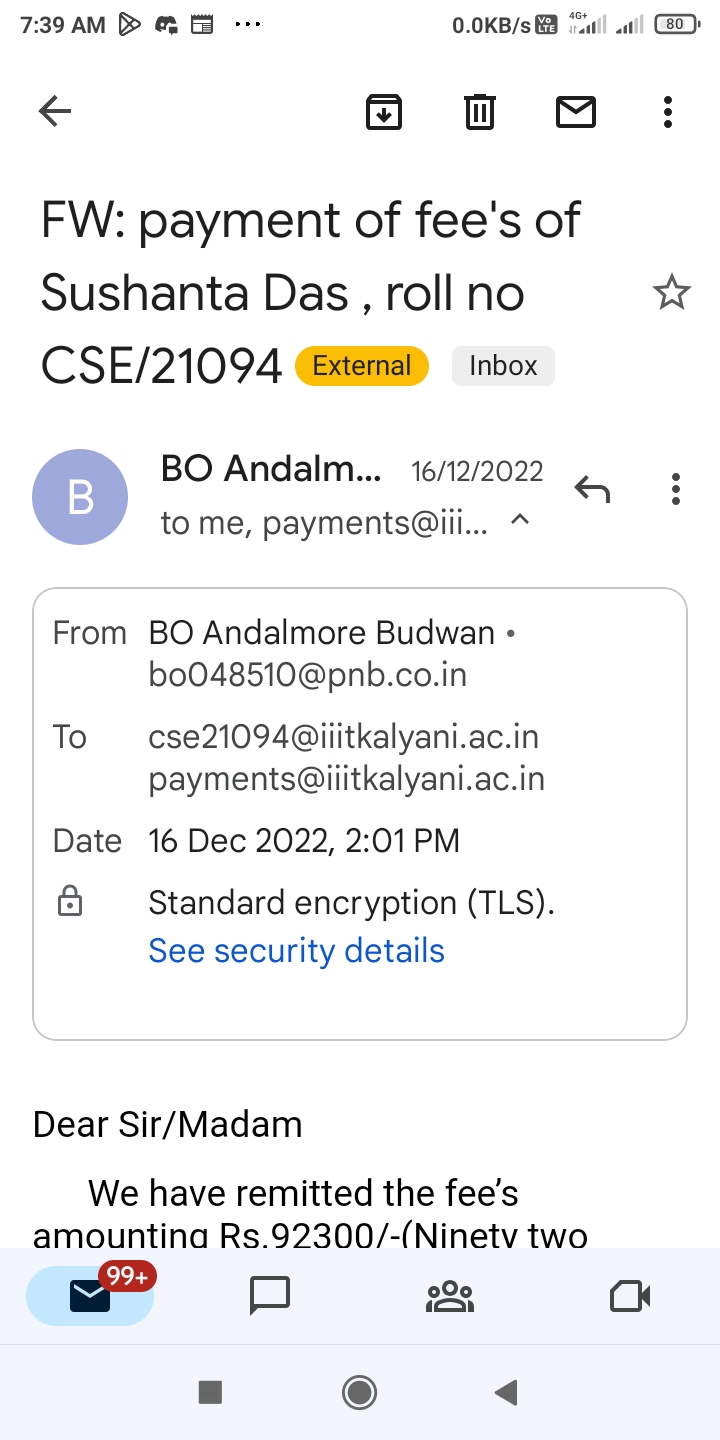 7:39 AM 0.0KB/s Vo LTE 4G+ 80
FW: payment of fee's of
Sushanta Das , roll no
CSE/21094 External Inbox
B
BO Andalm... 16/12/2022
to me, payments@iii...
From BO Andalmore Budwan •
bo048510@pnb.co.in
To cse21094@iiitkalyani.ac.in
payments@iiitkalyani.ac.in
Date 16 Dec 2022, 2:01 PM
Standard encryption (TLS).
See security details
Dear Sir/Madam
We have remitted the fee’s
amounting Rs.92300/-(Ninety two
99+